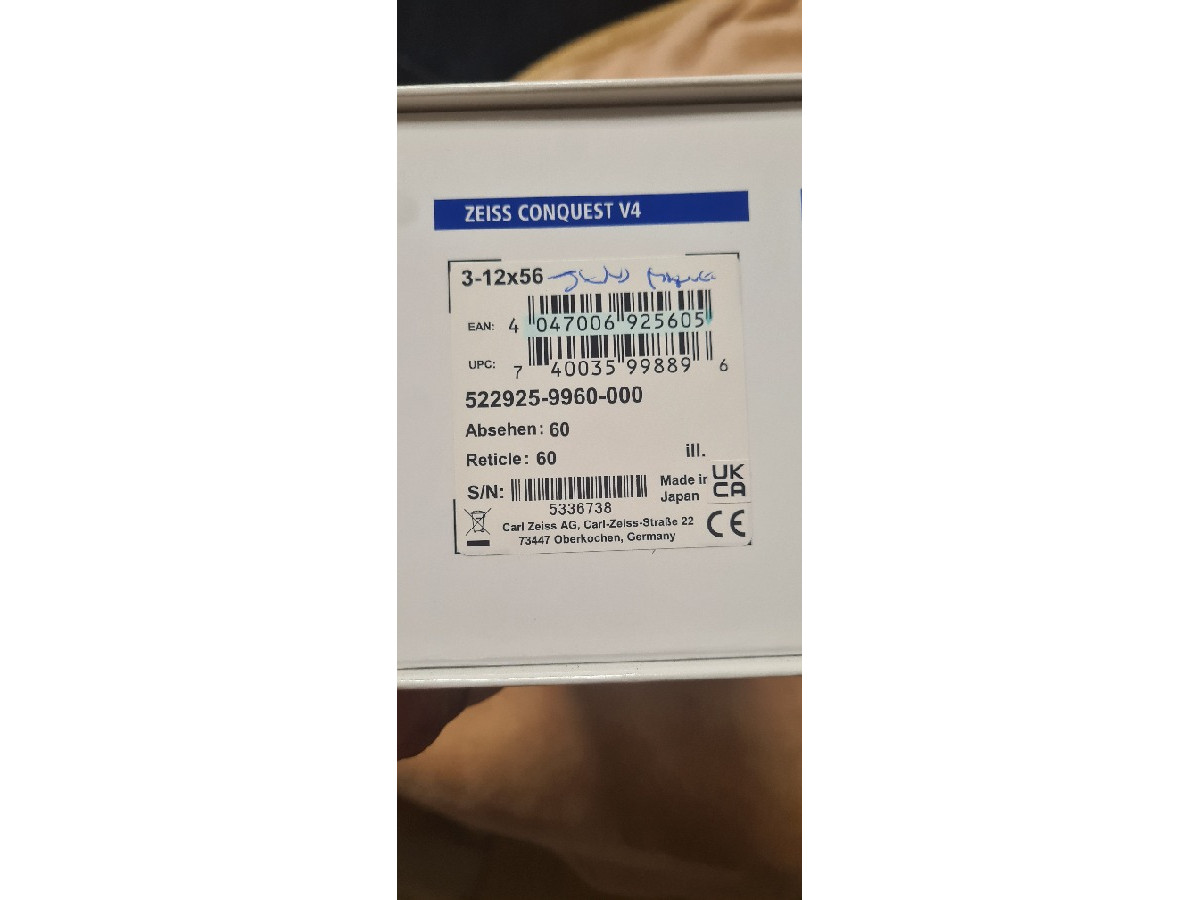 ZEISS CONQUEST V4
3-12x56
EAN: 4 047006 925605
UPC: 7 40035 99889 6
522925-9960-000
Absehen: 60
Reticle: 60
ill.
S/N:
5336738
Made in
Japan
UK
CA
Carl Zeiss AG, Carl-Zeiss-Straße 22
73447 Oberkochen, Germany
CE